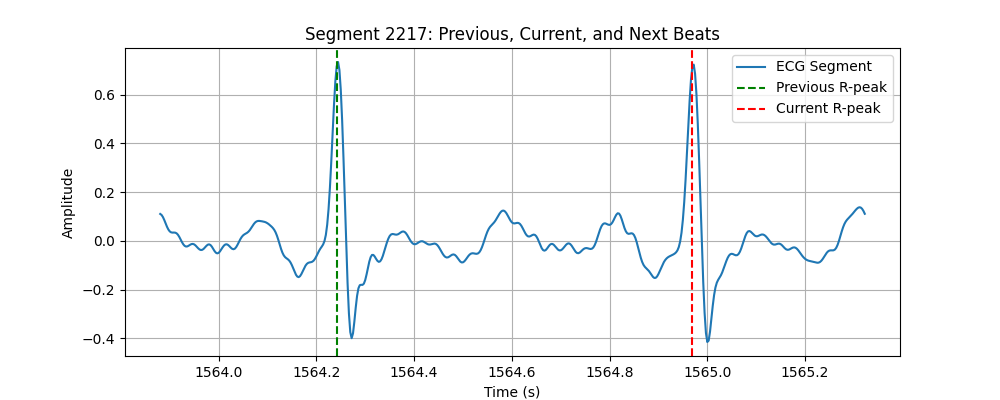 Segment 2217: Previous, Current, and Next Beats
ECG Segment
Previous R-peak
Current R-peak
Amplitude
0.6
0.4
0.2
0.0
−0.2
−0.4
1564.0 1564.2 1564.4 1564.6 1564.8 1565.0 1565.2
Time (s)